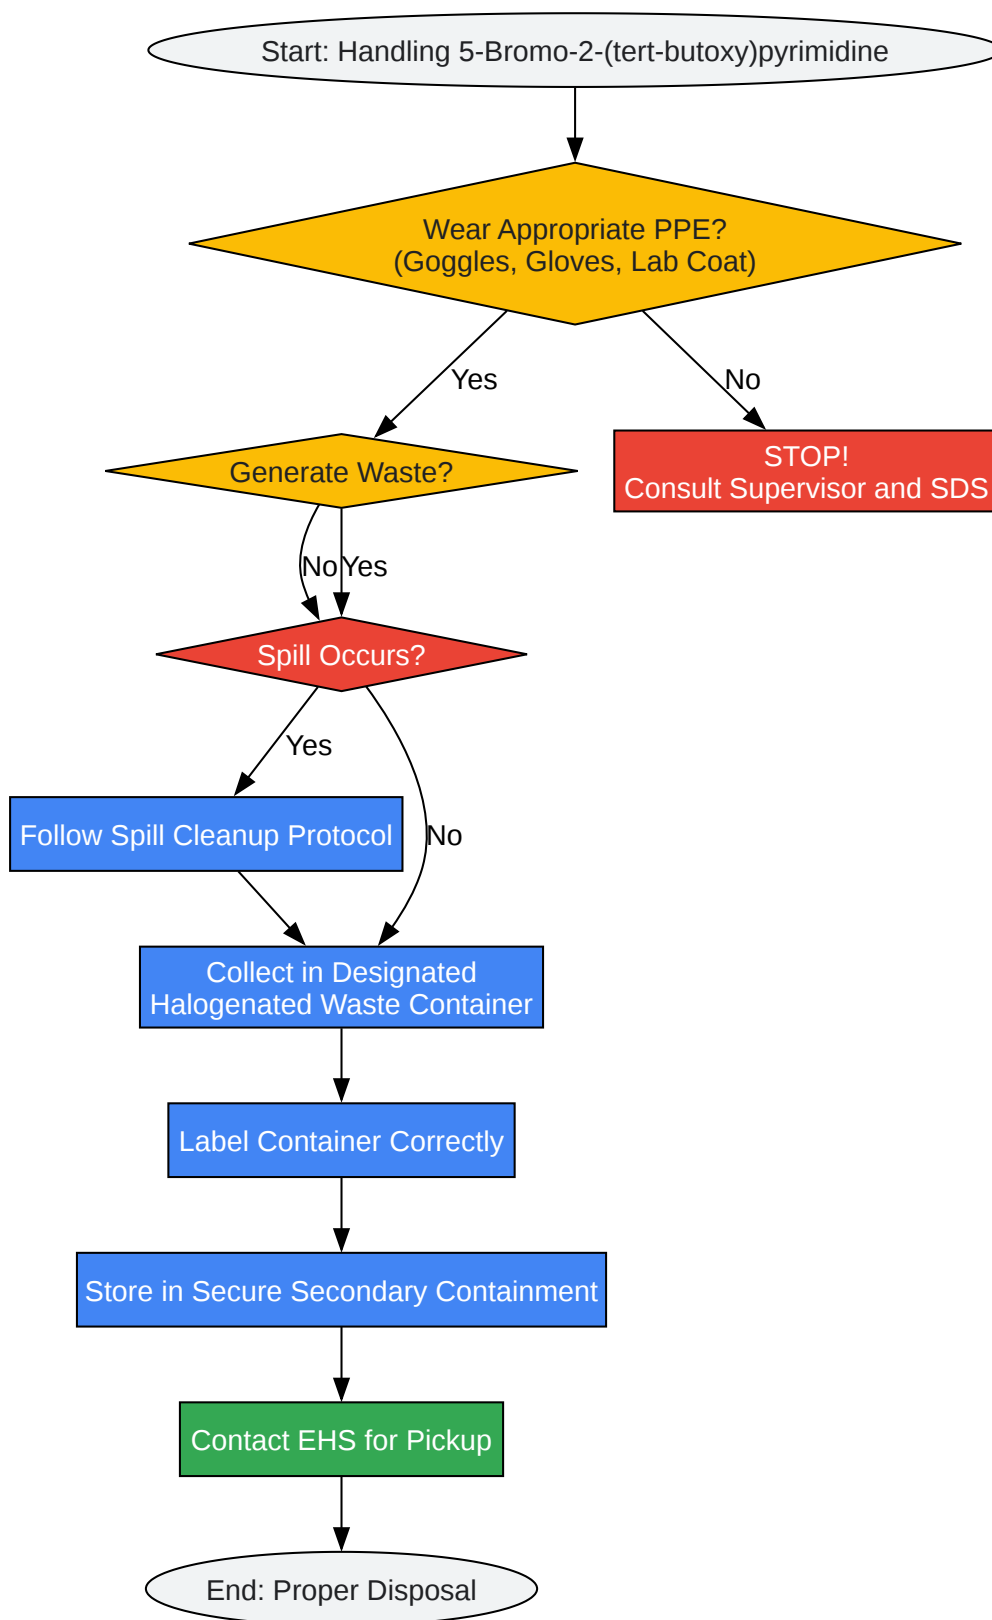 Start: Handling 5-Bromo-2-(tert-butoxy)pyrimidine
Wear Appropriate PPE?
(Goggles, Gloves, Lab Coat)
Yes
No
Generate Waste?
STOP!
Consult Supervisor and SDS
No
Yes
Spill Occurs?
Yes
Follow Spill Cleanup Protocol
No
Collect in Designated
Halogenated Waste Container
Label Container Correctly
Store in Secure Secondary Containment
Contact EHS for Pickup
End: Proper Disposal